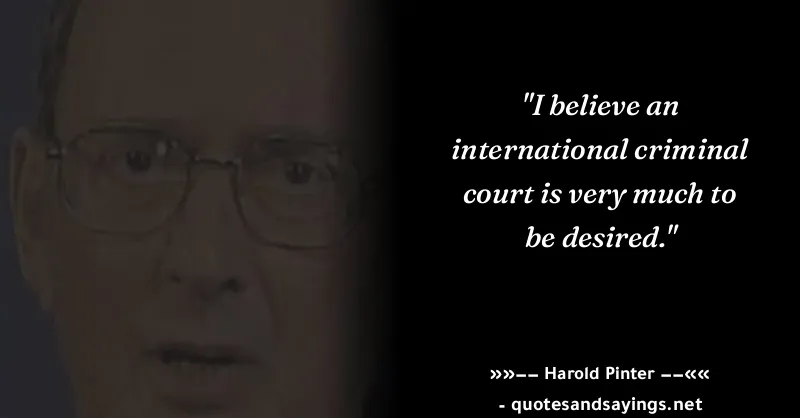 "I believe an
international criminal
court is very much to
be desired."
»»–– Harold Pinter ––««
- quotesandsayings.net